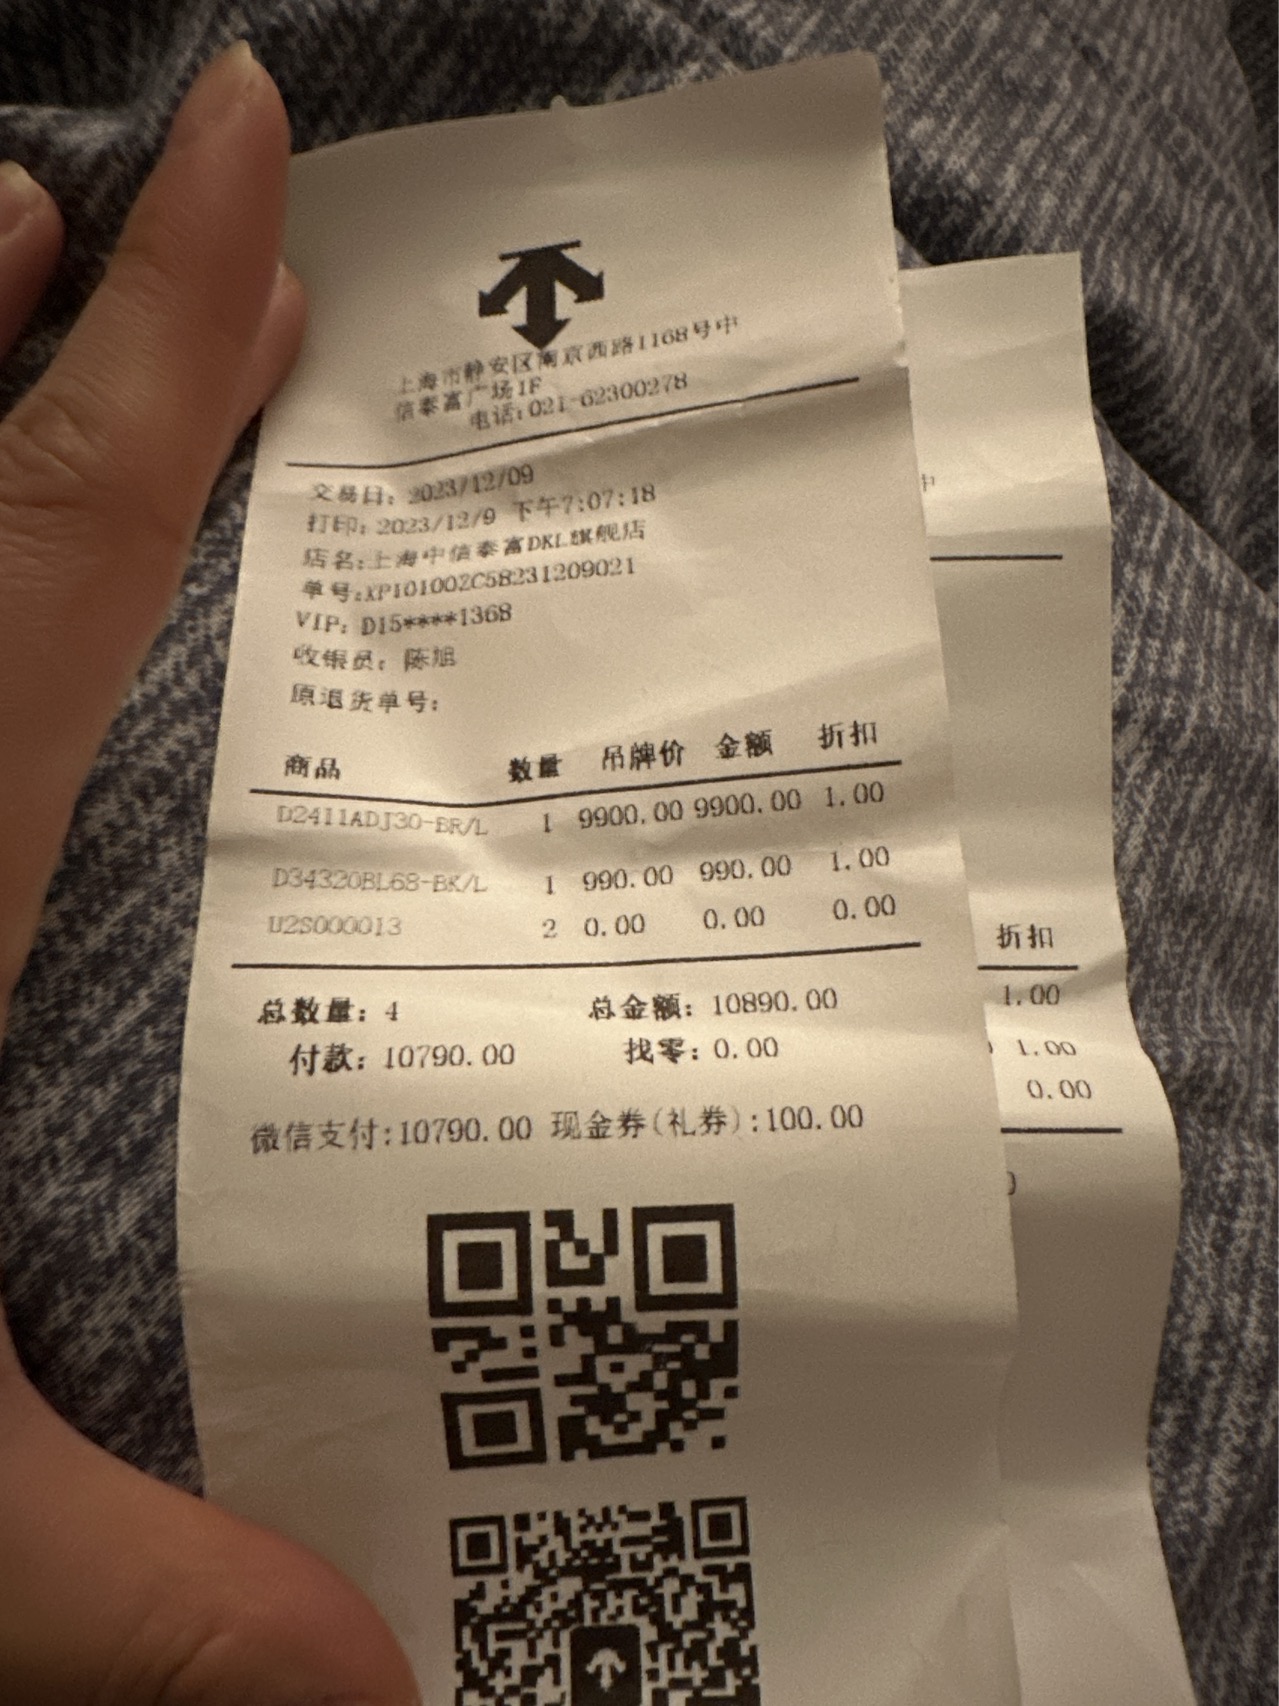 上海市静安区南京西路1168号中
信泰富广场1F
电话：021-62300278
交易日：2023/12/09
打印：2023/12/9 下午7:07:18
店名：上海中信泰富DKL旗舰店
单号：XPI0100ZC58231209021
VIP：D15****1368
收银员：陈旭
原退货单号：
商品 数量 吊牌价 金额 折扣
D2411ADJ30-BR/L 1 9900.00 9900.00 1.00
D34320BL68-BK/L 1 990.00 990.00 1.00
U2S000013 2 0.00 0.00 0.00
总数量：4 总金额：10890.00
付款：10790.00 找零：0.00
微信支付:10790.00 现金券(礼券):100.00
中
折扣
1.00
1.00
0.00